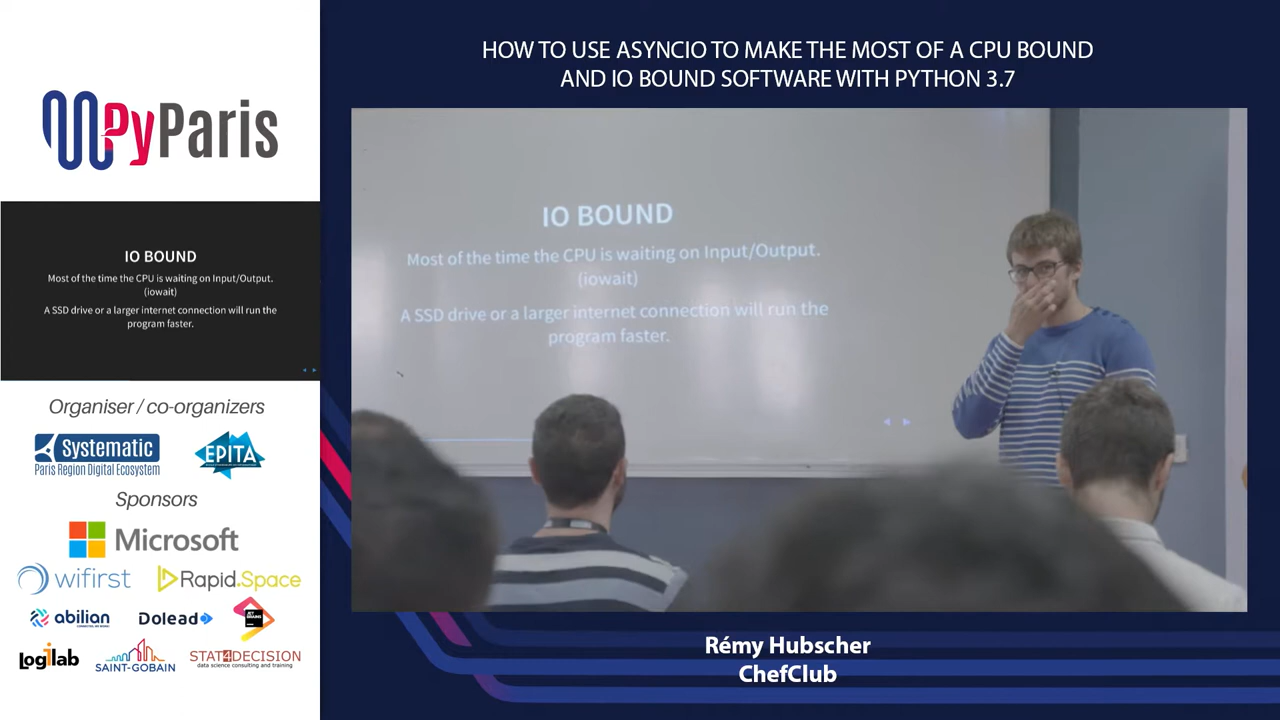 HOW TO USE ASYNCIO TO MAKE THE MOST OF A CPU BOUND
AND IO BOUND SOFTWARE WITH PYTHON 3.7
PyParis
IO BOUND
Most of the time the CPU is waiting on Input/Output.
(iowait)
A SSD drive or a larger internet connection will run the
program faster.
IO BOUND
Most of the time the CPU is waiting on Input/Output.
(iowait)
A SSD drive or a larger internet connection will run the
program faster.
Organiser / co-organizers
Systematic
Paris Region Digital Ecosystem
EPITA
Sponsors
Microsoft
wifirst
Rapid.Space
abilian
Dolead
JET
BRAINS
Logilab
SAINT-GOBAIN
STAT4DECISION
data science consulting and training
Rémy Hubscher
ChefClub